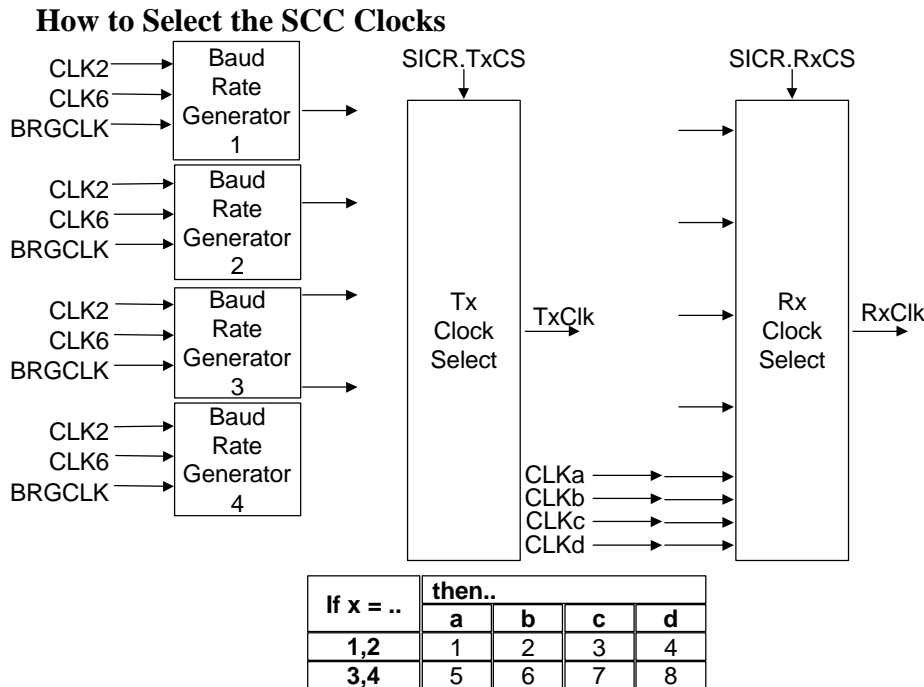 How to Select the SCC Clocks
CLK2
CLK6
BRGCLK
Baud
Rate
Generator
1
CLK2
CLK6
BRGCLK
Baud
Rate
Generator
2
CLK2
CLK6
BRGCLK
Baud
Rate
Generator
3
CLK2
CLK6
BRGCLK
Baud
Rate
Generator
4
SICR.TxCS
Tx
Clock
Select
TxClk
SICR.RxCS
Rx
Clock
Select
RxClk
CLKa
CLKb
CLKc
CLKd
If x = .. then..
a b c d
1,2 1 2 3 4
3,4 5 6 7 8